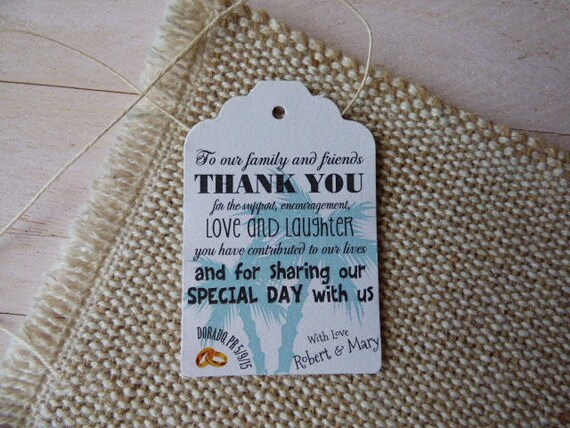 To our family and friends
THANK YOU
for the support, encouragement,
LOVE AND LAUGHTER
you have contributed to our lives
and for sharing our
SPECIAL DAY with us
DORADO, PR 5/9/15
With Love
Robert & Mary